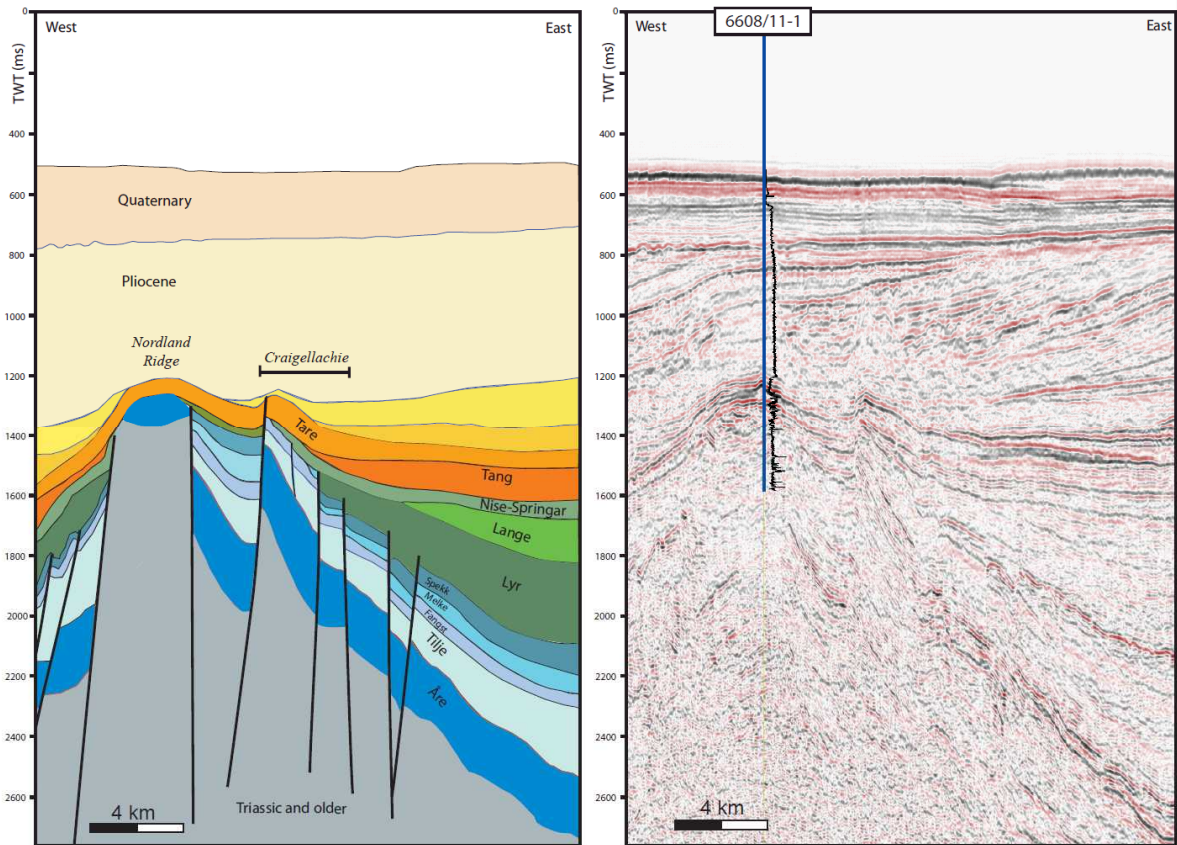 West
East
TWT (ms)
0
400
600
800
1000
1200
1400
1600
1800
2000
2200
2400
2600
Quaternary
Pliocene
Nordland
Ridge
Craigellachie
Tare
Tang
Nise-Springar
Lange
Lyr
Spekk
Melke
Fangst
Tilje
Åre
Triassic and older
4 km
6608/11-1
West
East
TWT (ms)
0
400
600
800
1000
1200
1400
1600
1800
2000
2200
2400
2600
4 km